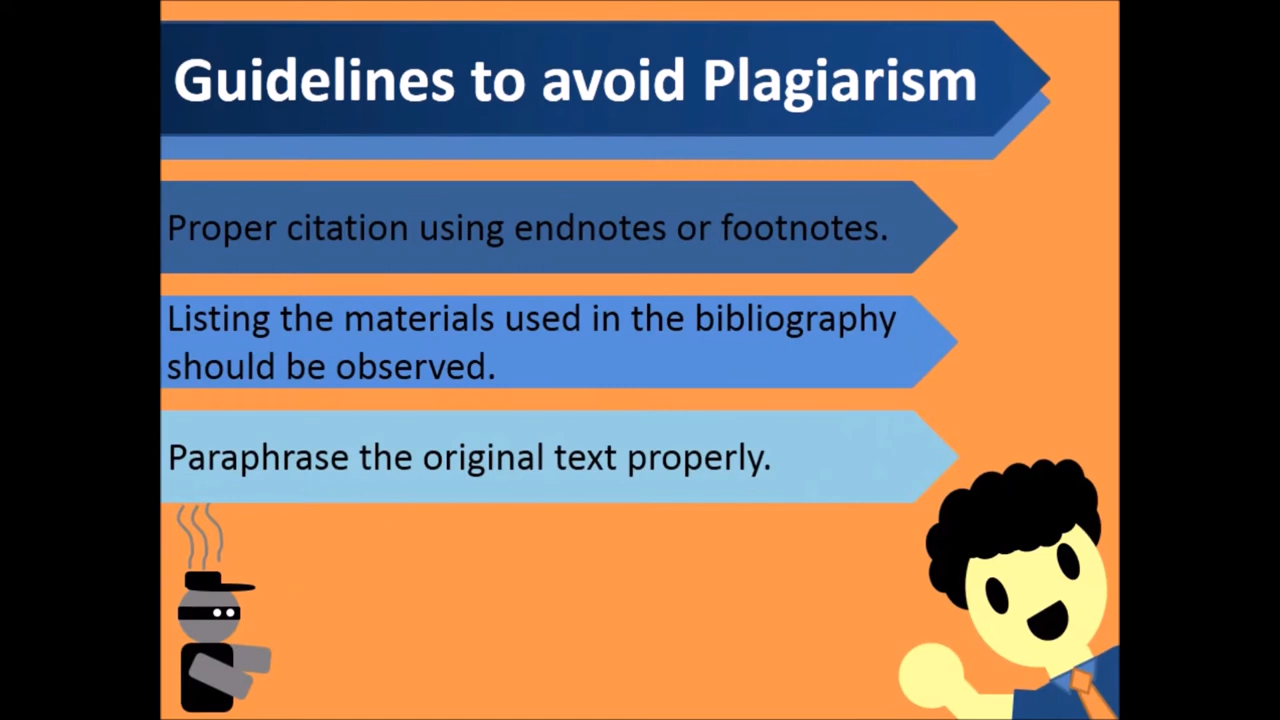 Guidelines to avoid Plagiarism
Proper citation using endnotes or footnotes.
Listing the materials used in the bibliography
should be observed.
Paraphrase the original text properly.